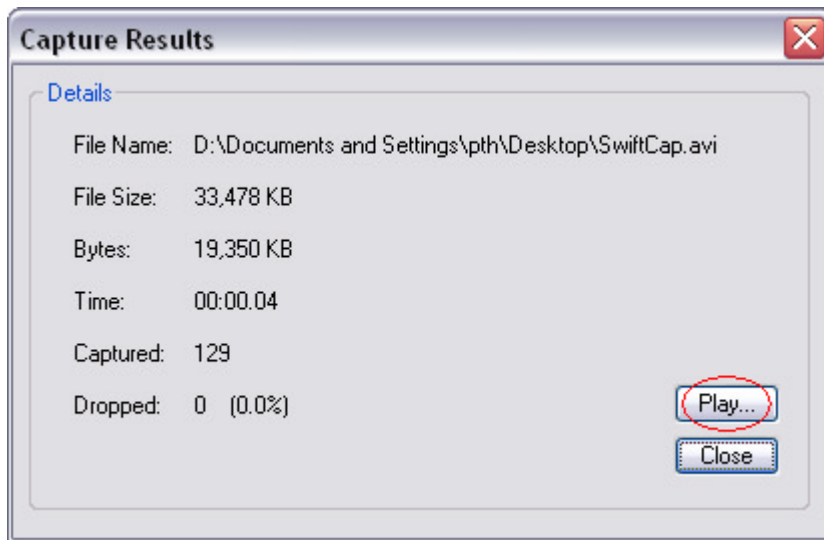 Capture Results
Details
File Name: D:\Documents and Settings\pth\Desktop\SwiftCap.avi
File Size: 33,478 KB
Bytes: 19,350 KB
Time: 00:00.04
Captured: 129
Dropped: 0 (0.0%)
Play...
Close